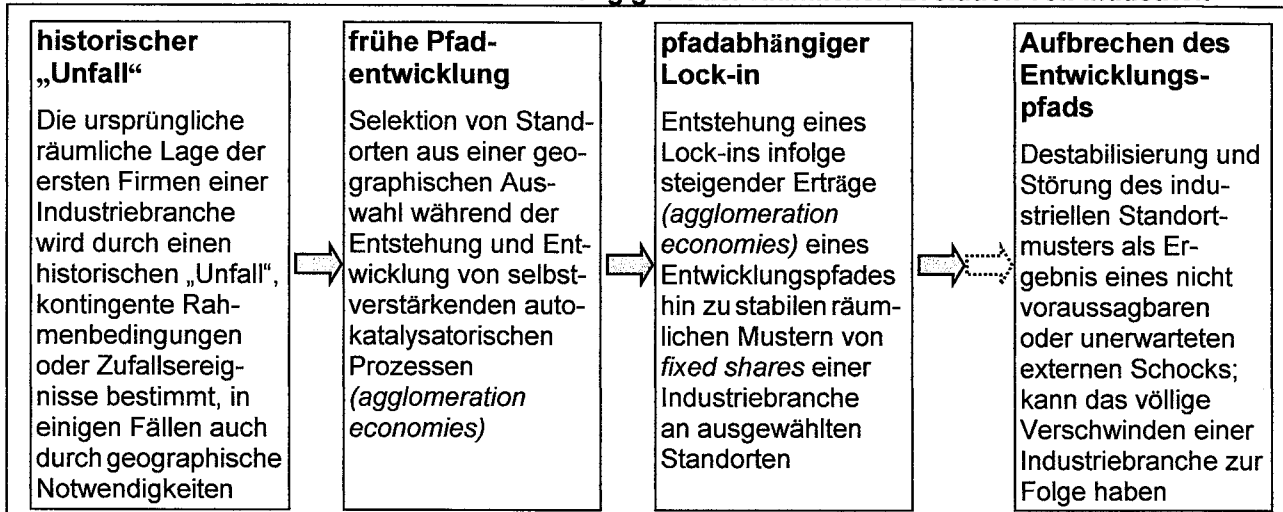 historischer
„Unfall“
Die ursprüngliche
räumliche Lage der
ersten Firmen einer
Industriebranche
wird durch einen
historischen „Unfall“,
kontingente Rah-
menbedingungen
oder Zufallsereig-
nisse bestimmt, in
einigen Fällen auch
durch geographische
Notwendigkeiten
frühe Pfad-
entwicklung
Selektion von Stand-
orten aus einer geo-
graphischen Aus-
wahl während der
Entstehung und Ent-
wicklung von selbst-
verstärkenden auto-
katalysatorischen
Prozessen
(agglomeration
economies)
pfadabhängiger
Lock-in
Entstehung eines
Lock-ins infolge
steigender Erträge
(agglomeration
economies) eines
Entwicklungspfades
hin zu stabilen räum-
lichen Mustern von
fixed shares einer
Industriebranche
an ausgewählten
Standorten
Aufbrechen des
Entwicklungs-
pfads
Destabilisierung und
Störung des indu-
striellen Standort-
musters als Er-
gebnis eines nicht
voraussagbaren
oder unerwarteten
externen Schocks;
kann das völlige
Verschwinden einer
Industriebranche zur
Folge haben